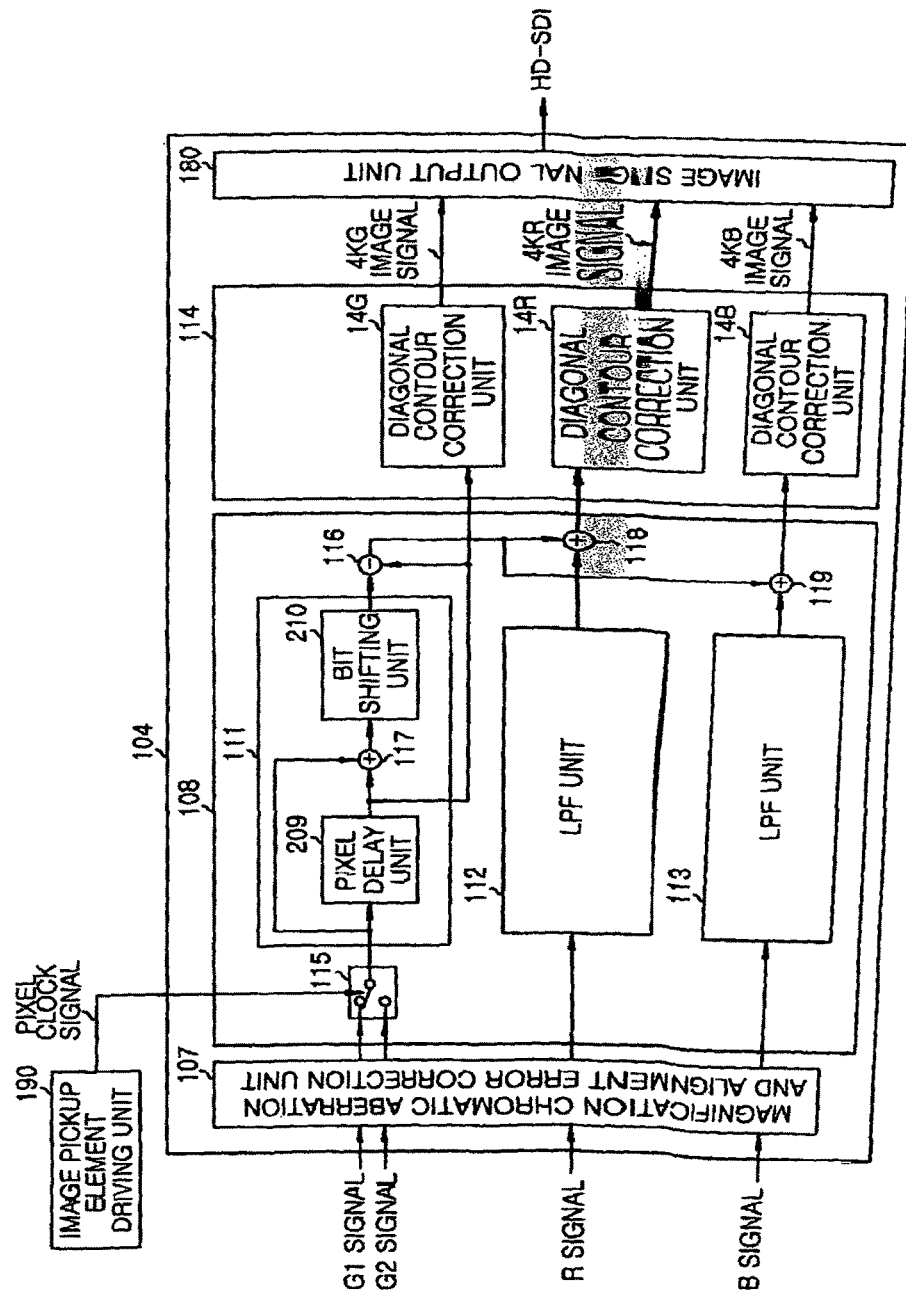 190
IMAGE PICKUP
ELEMENT
DRIVING UNIT
PIXEL
CLOCK
SIGNAL
G1 SIGNAL
G2 SIGNAL
R SIGNAL
B SIGNAL
104
107
MAGNIFICATION CHROMATIC ABERRATION
AND ALIGNMENT ERROR CORRECTION UNIT
108
115
111
209
PIXEL
DELAY
UNIT
+
117
210
BIT
SHIFTING
UNIT
-
116
112
LPF UNIT
+
118
113
LPF UNIT
+
119
114
14G
DIAGONAL
CONTOUR
CORRECTION
UNIT
14R
DIAGONAL
CONTOUR
CORRECTION
UNIT
14B
DIAGONAL
CONTOUR
CORRECTION
UNIT
4KG
IMAGE
SIGNAL
4KR
IMAGE
SIGNAL
4KB
IMAGE
SIGNAL
180
IMAGE SIGNAL OUTPUT UNIT
HD-SDI